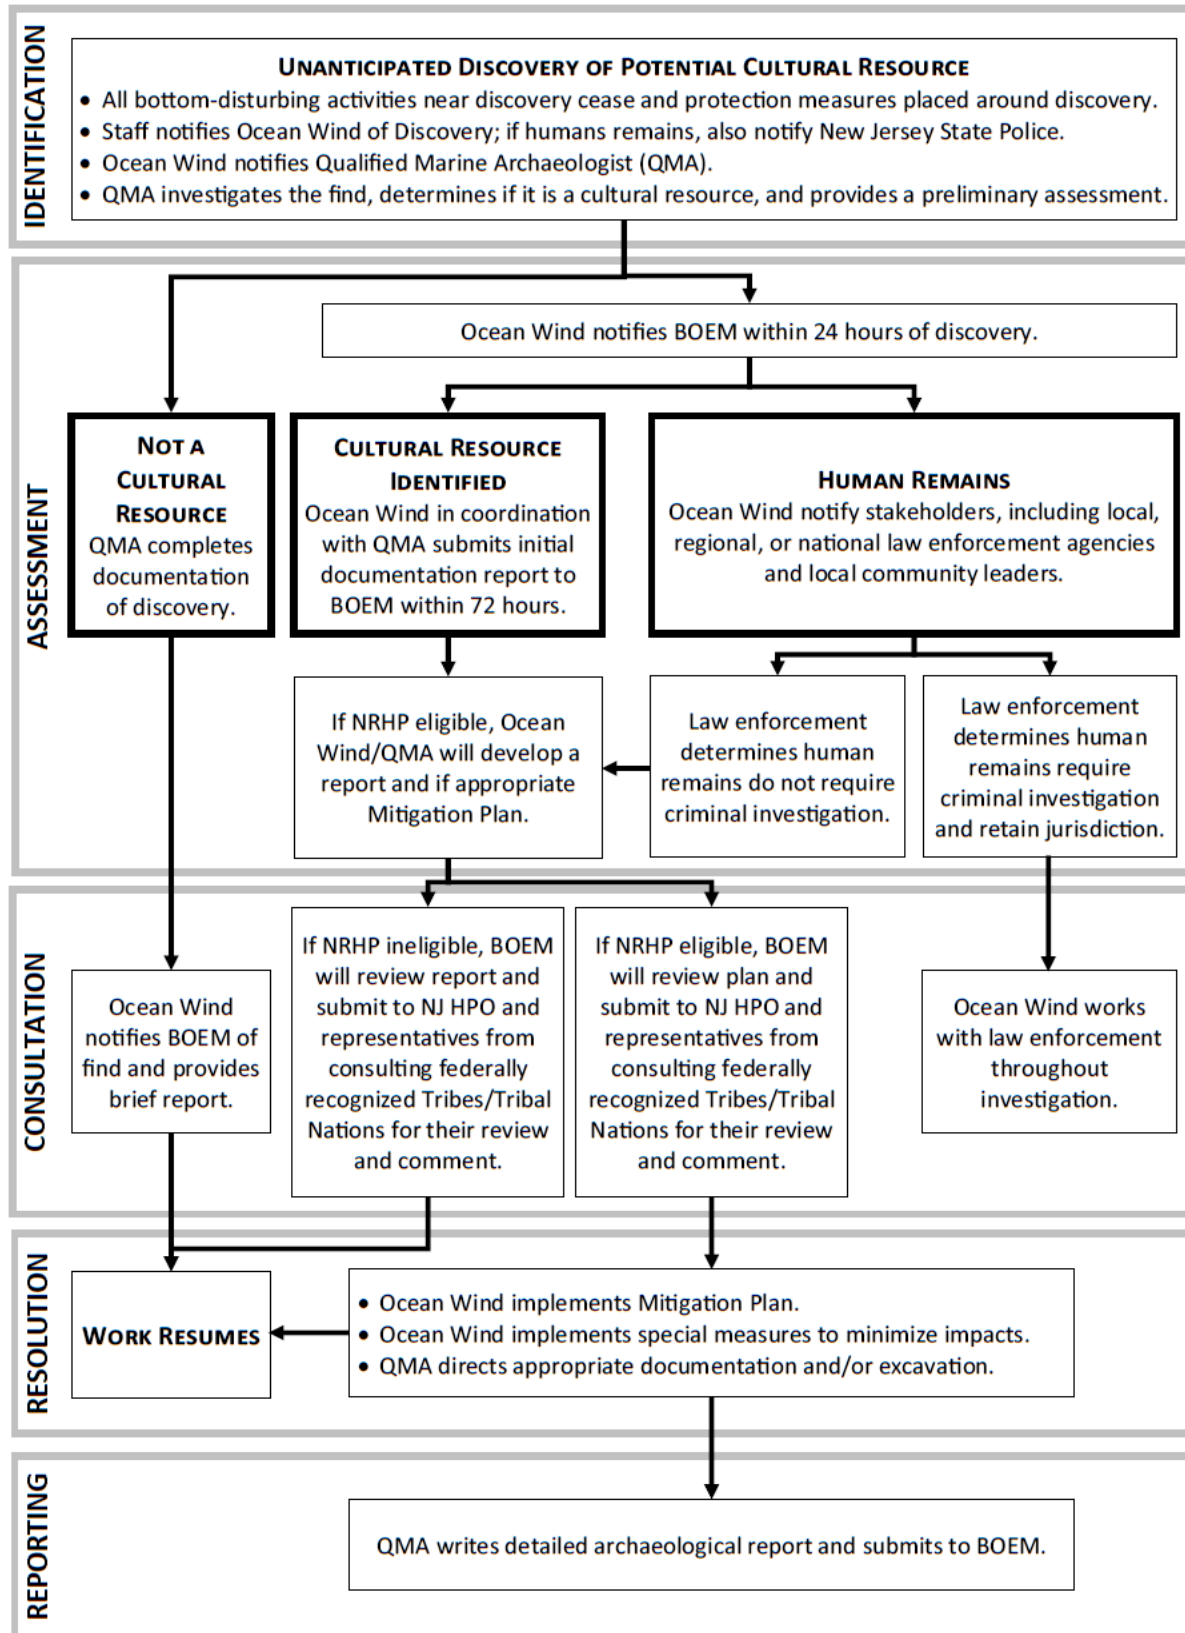 IDENTIFICATION
UNANTICIPATED DISCOVERY OF POTENTIAL CULTURAL RESOURCE
• All bottom-disturbing activities near discovery cease and protection measures placed around discovery.
• Staff notifies Ocean Wind of Discovery; if humans remains, also notify New Jersey State Police.
• Ocean Wind notifies Qualified Marine Archaeologist (QMA).
• QMA investigates the find, determines if it is a cultural resource, and provides a preliminary assessment.
ASSESSMENT
Ocean Wind notifies BOEM within 24 hours of discovery.
NOT A
CULTURAL
RESOURCE
QMA completes
documentation
of discovery.
CULTURAL RESOURCE
IDENTIFIED
Ocean Wind in coordination
with QMA submits initial
documentation report to
BOEM within 72 hours.
HUMAN REMAINS
Ocean Wind notify stakeholders, including local,
regional, or national law enforcement agencies
and local community leaders.
If NRHP eligible, Ocean
Wind/QMA will develop a
report and if appropriate
Mitigation Plan.
Law enforcement
determines human
remains do not require
criminal investigation.
Law enforcement
determines human
remains require
criminal investigation
and retain jurisdiction.
CONSULTATION
Ocean Wind
notifies BOEM of
find and provides
brief report.
If NRHP ineligible, BOEM
will review report and
submit to NJ HPO and
representatives from
consulting federally
recognized Tribes/Tribal
Nations for their review
and comment.
If NRHP eligible, BOEM
will review plan and
submit to NJ HPO and
representatives from
consulting federally
recognized Tribes/Tribal
Nations for their review
and comment.
Ocean Wind works
with law enforcement
throughout
investigation.
RESOLUTION
WORK RESUMES
• Ocean Wind implements Mitigation Plan.
• Ocean Wind implements special measures to minimize impacts.
• QMA directs appropriate documentation and/or excavation.
REPORTING
QMA writes detailed archaeological report and submits to BOEM.